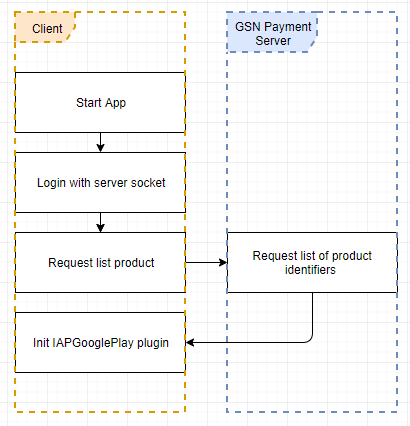 Client
GSN Payment
Server
Start App
Login with server socket
Request list product
Request list of product
identifiers
Init IAPGooglePlay plugin